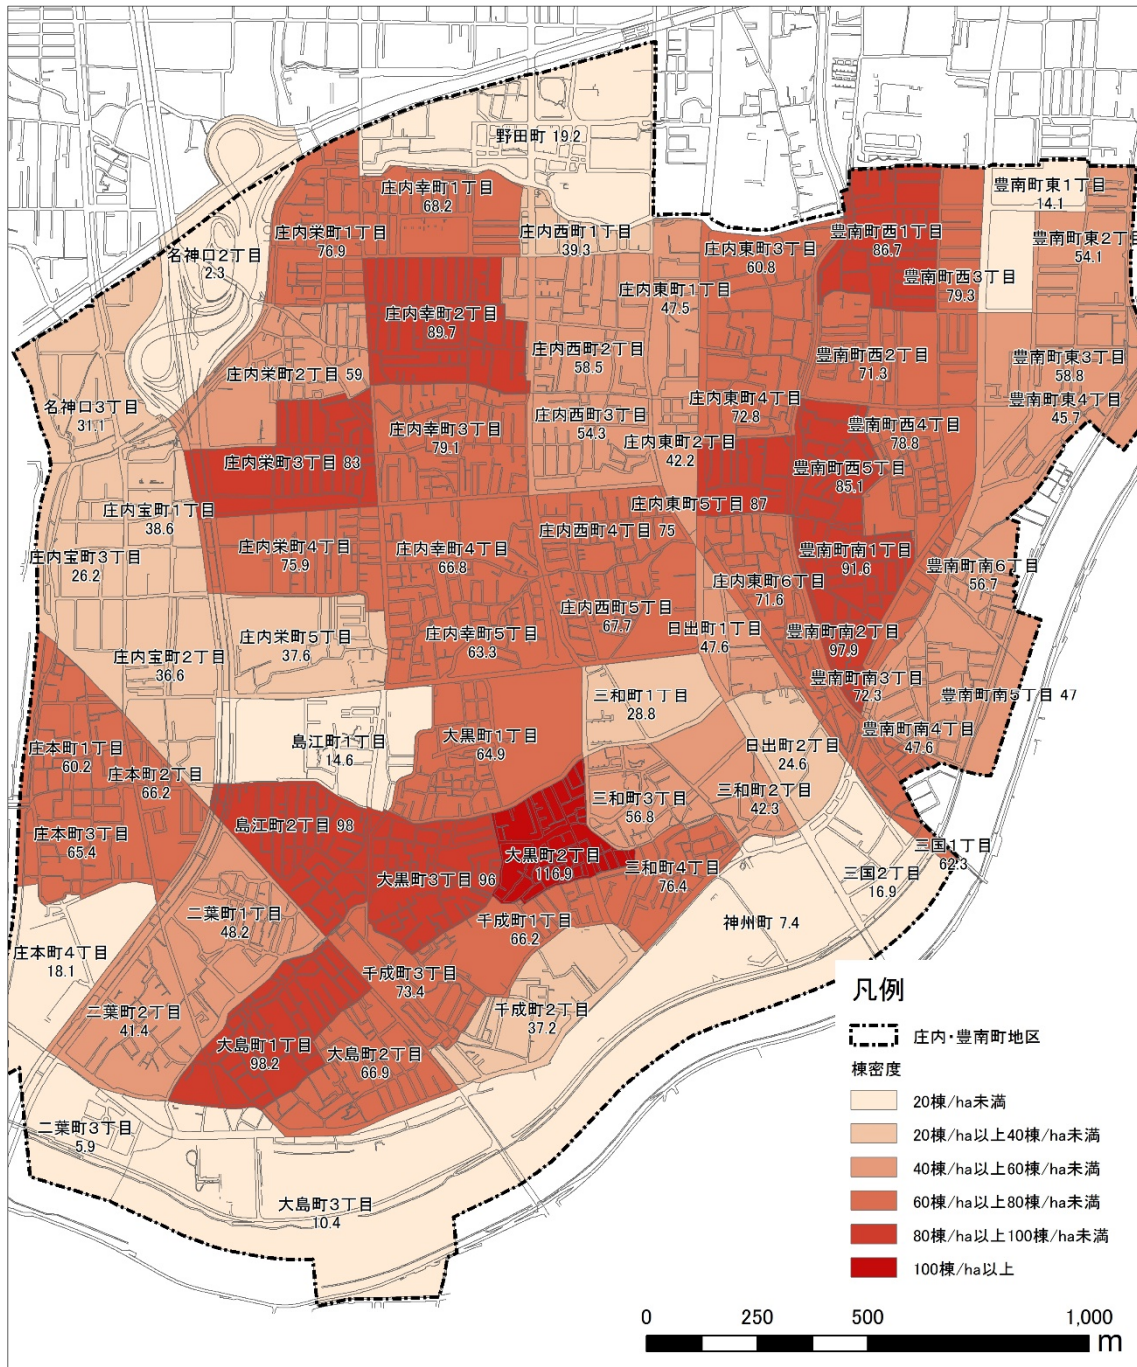 野田町 19.2
庄内幸町1丁目
68.2
豊南町東1丁目
14.1
庄内栄町1丁目
76.9
庄内西町1丁目
39.3
豊南町西1丁目
86.7
豊南町東2丁目
54.1
名神口2丁目
2.3
庄内東町3丁目
60.8
豊南町西3丁目
79.3
庄内東町1丁目
47.5
庄内幸町2丁目
89.7
庄内西町2丁目
58.5
豊南町西2丁目
71.3
豊南町東3丁目
58.8
庄内栄町2丁目 59
名神口3丁目
31.1
庄内東町4丁目
72.8
豊南町東4丁目
45.7
庄内幸町3丁目
79.1
庄内西町3丁目
54.3
庄内東町2丁目
42.2
豊南町西4丁目
78.8
庄内栄町3丁目 83
豊南町西5丁目
85.1
庄内宝町1丁目
38.6
庄内東町5丁目 87
庄内西町4丁目 75
庄内宝町3丁目
26.2
庄内栄町4丁目
75.9
庄内幸町4丁目
66.8
豊南町南1丁目
91.6
豊南町南6丁目
56.7
庄内東町6丁目
71.6
庄内西町5丁目
67.7
庄内宝町2丁目
36.6
庄内栄町5丁目
37.6
庄内幸町5丁目
63.3
日出町1丁目
47.6
豊南町南2丁目
97.9
豊南町南3丁目
72.3
豊南町南5丁目 47
三和町1丁目
28.8
豊南町南4丁目
47.6
庄本町1丁目
60.2
庄本町2丁目
66.2
島江町1丁目
14.6
大黒町1丁目
64.9
日出町2丁目
24.6
三和町2丁目
42.3
三和町3丁目
56.8
庄本町3丁目
65.4
島江町2丁目 98
大黒町2丁目
116.9
大黒町3丁目 96
三和町4丁目
76.4
三国1丁目
62.3
三国2丁目
16.9
二葉町1丁目
48.2
千成町1丁目
66.2
神州町 7.4
庄本町4丁目
18.1
千成町3丁目
73.4
二葉町2丁目
41.4
千成町2丁目
37.2
大島町1丁目
98.2
大島町2丁目
66.9
二葉町3丁目
5.9
大島町3丁目
10.4
凡例
庄内・豊南町地区
棟密度
20棟/ha未満
20棟/ha以上40棟/ha未満
40棟/ha以上60棟/ha未満
60棟/ha以上80棟/ha未満
80棟/ha以上100棟/ha未満
100棟/ha以上
0 250 500 1,000
m